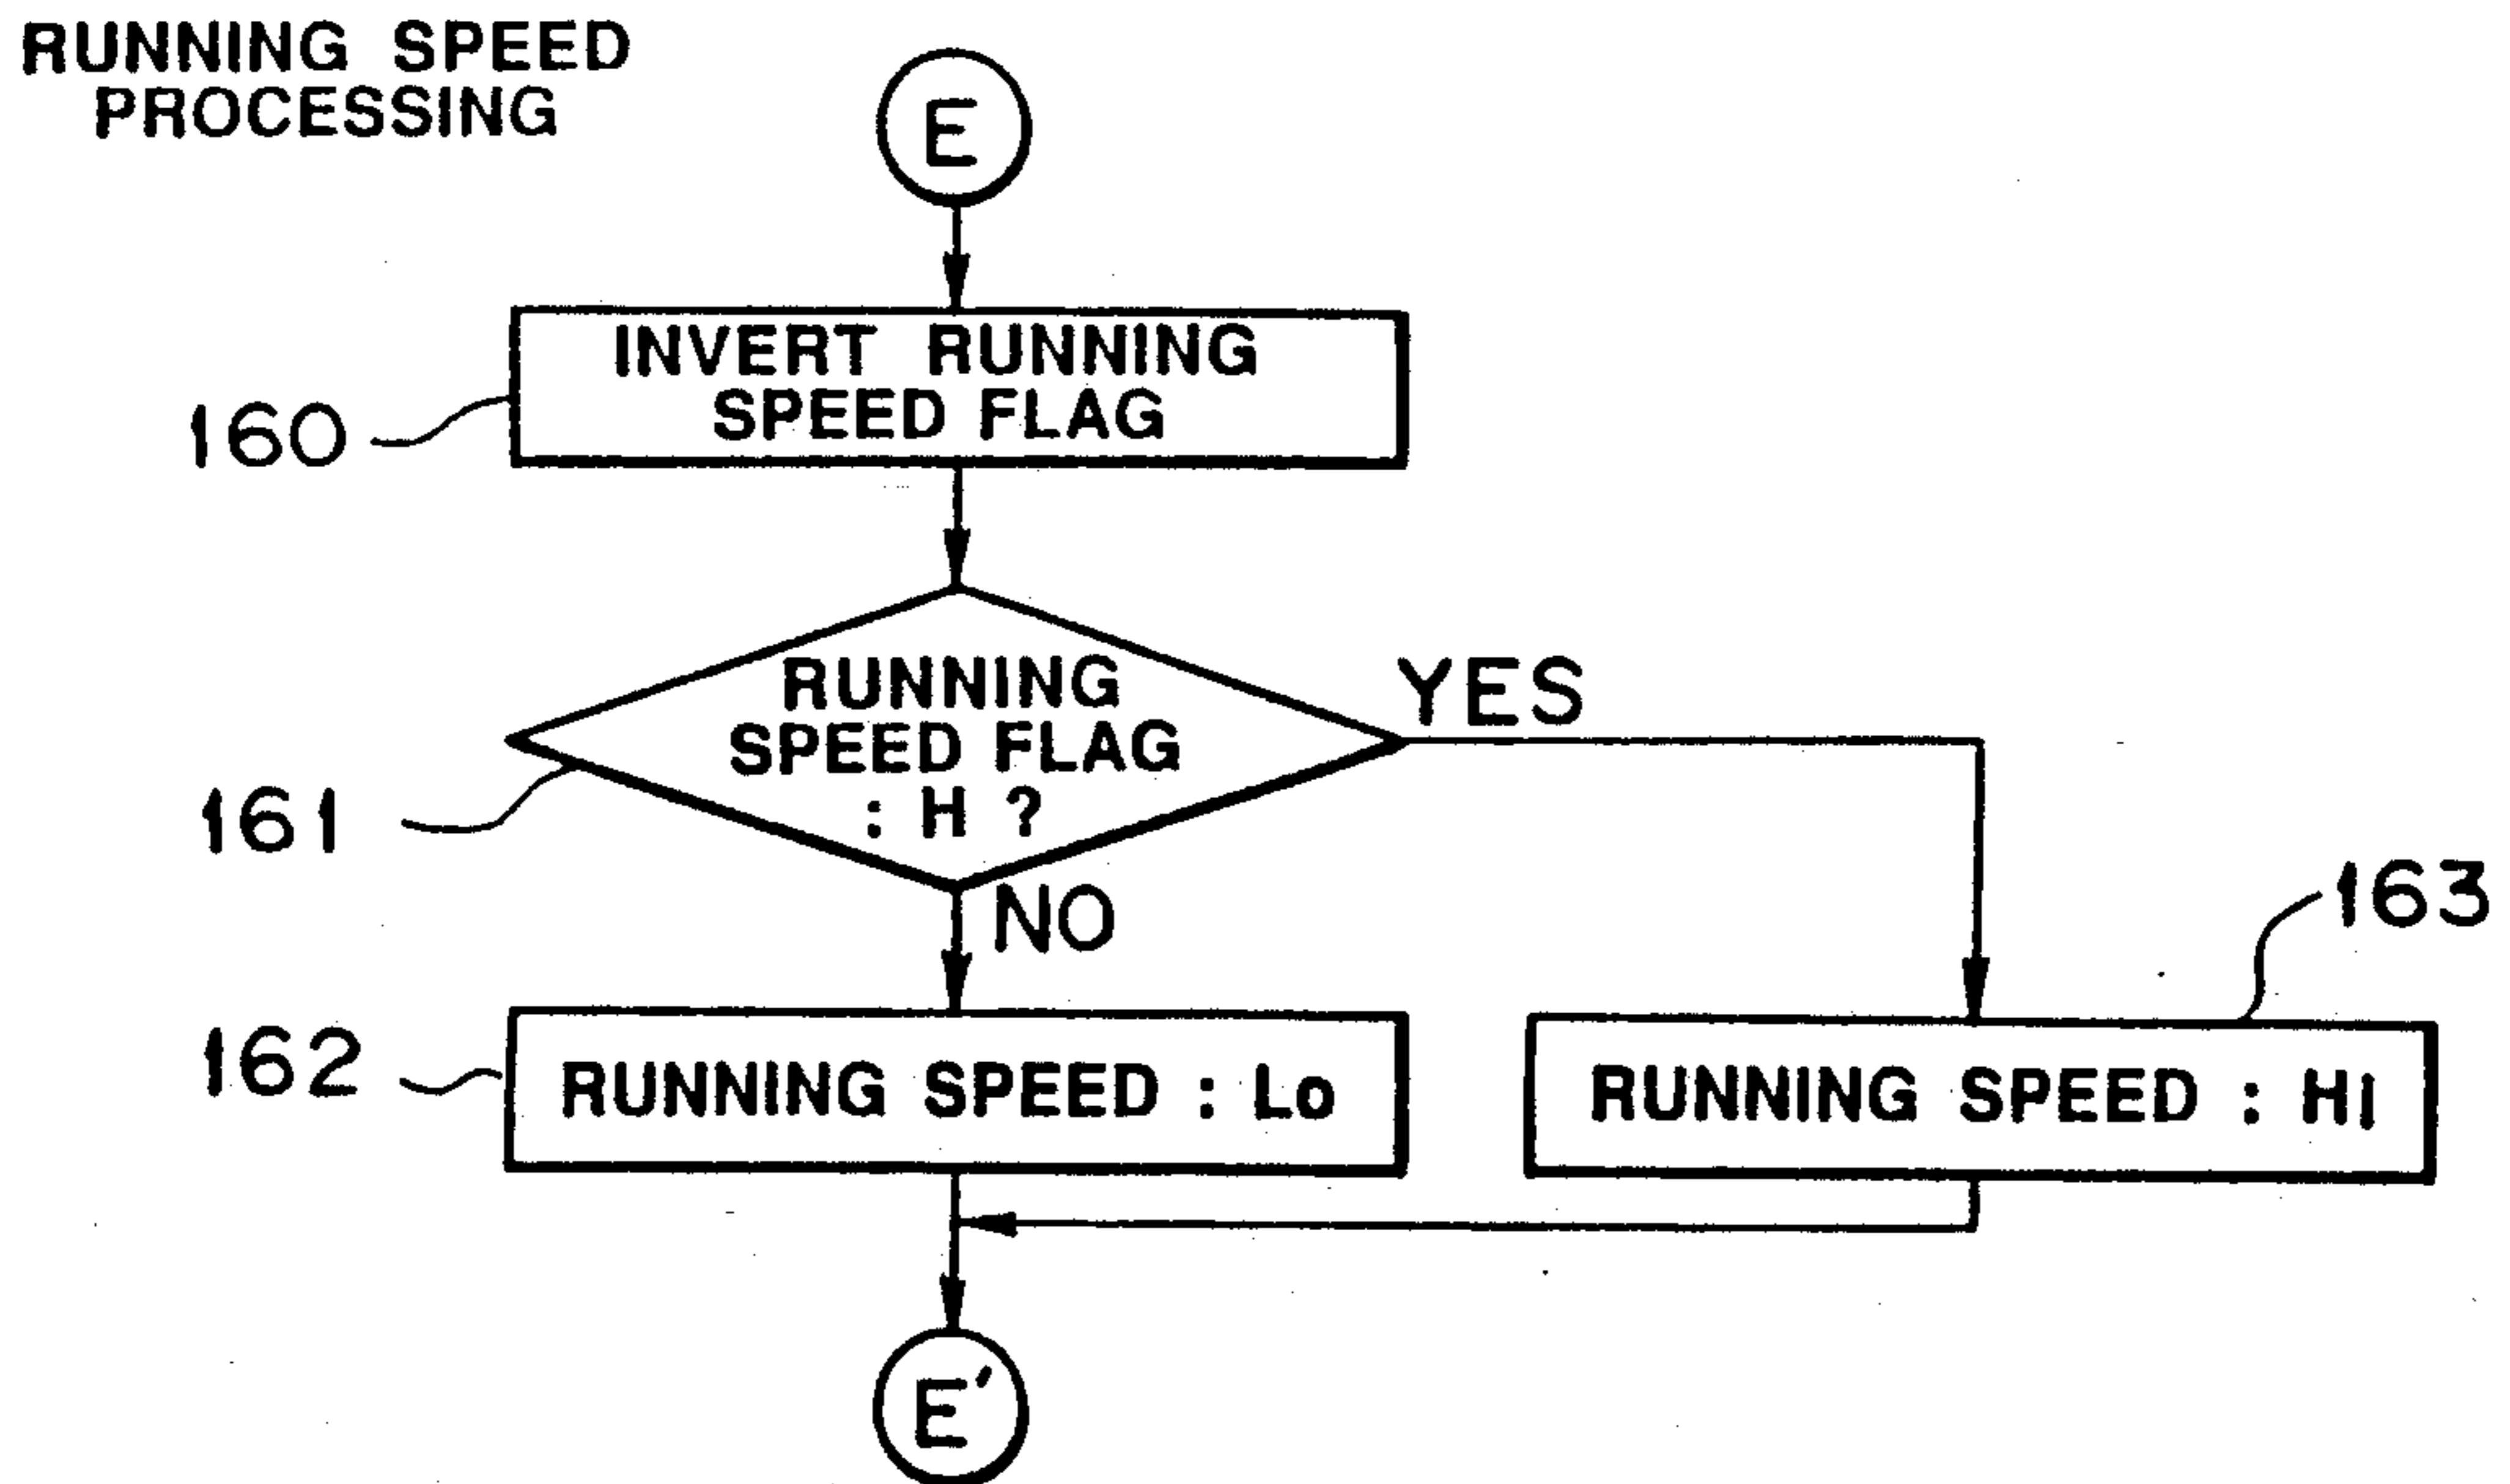 RUNNING SPEED
PROCESSING
E
INVERT RUNNING
SPEED FLAG
160
RUNNING
SPEED FLAG
: H ?
YES
161
NO
163
162
RUNNING SPEED : Lo
RUNNING SPEED : HI
E'